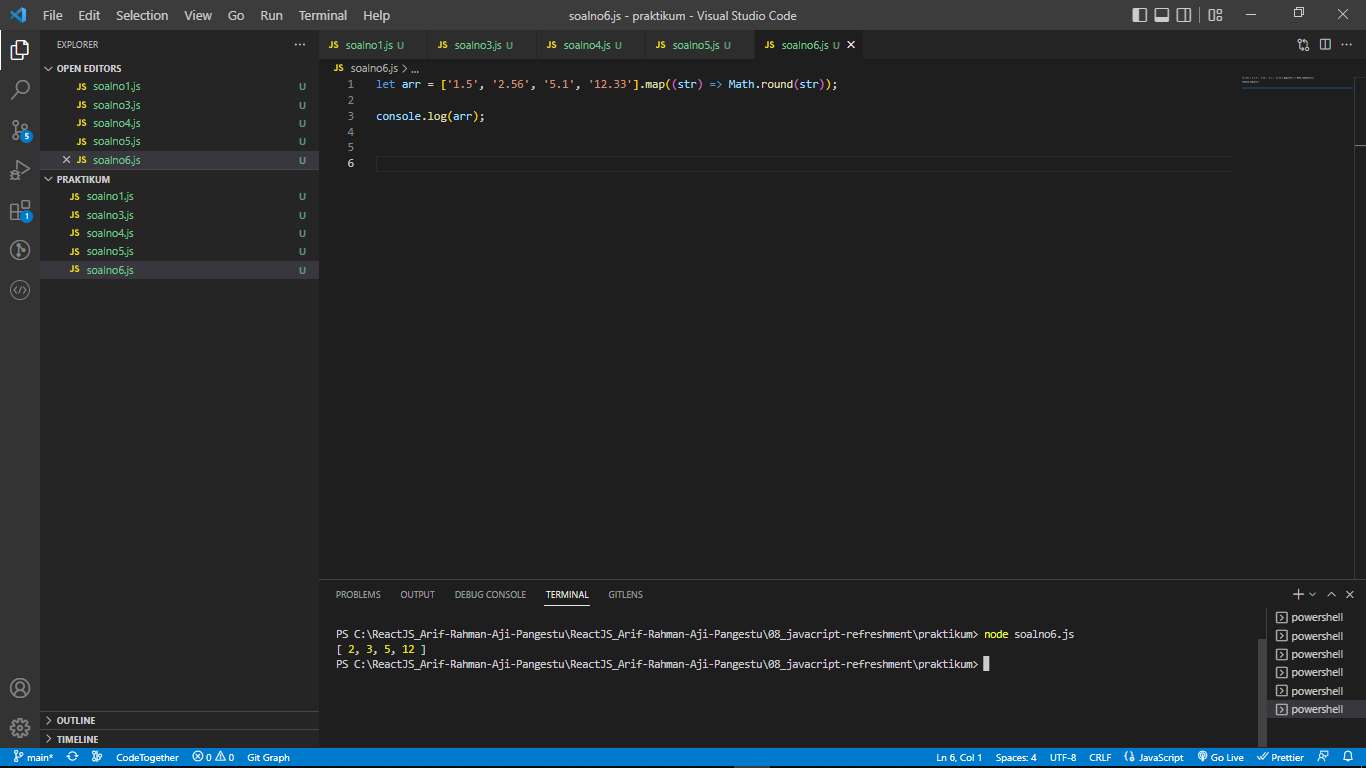 File Edit Selection View Go Run Terminal Help
soalno6.js - praktikum - Visual Studio Code
EXPLORER
OPEN EDITORS
JS soalno1.js U
JS soalno3.js U
JS soalno4.js U
JS soalno5.js U
JS soalno6.js U
PRAKTIKUM
JS soalno1.js U
JS soalno3.js U
JS soalno4.js U
JS soalno5.js U
JS soalno6.js U
OUTLINE
TIMELINE
5
1
JS soalno1.js U JS soalno3.js U JS soalno4.js U JS soalno5.js U JS soalno6.js U
JS soalno6.js > ...
1 let arr = ['1.5', '2.56', '5.1', '12.33'].map((str) => Math.round(str));
2
3 console.log(arr);
4
5
6
PROBLEMS OUTPUT DEBUG CONSOLE TERMINAL GITLENS
PS C:\ReactJS_Arif-Rahman-Aji-Pangestu\ReactJS_Arif-Rahman-Aji-Pangestu\08_javacript-refreshment\praktikum> node soalno6.js
[ 2, 3, 5, 12 ]
PS C:\ReactJS_Arif-Rahman-Aji-Pangestu\ReactJS_Arif-Rahman-Aji-Pangestu\08_javacript-refreshment\praktikum>
powershell
powershell
powershell
powershell
powershell
powershell
main* CodeTogether 0 0 Git Graph Ln 6, Col 1 Spaces: 4 UTF-8 CRLF JavaScript Go Live Prettier